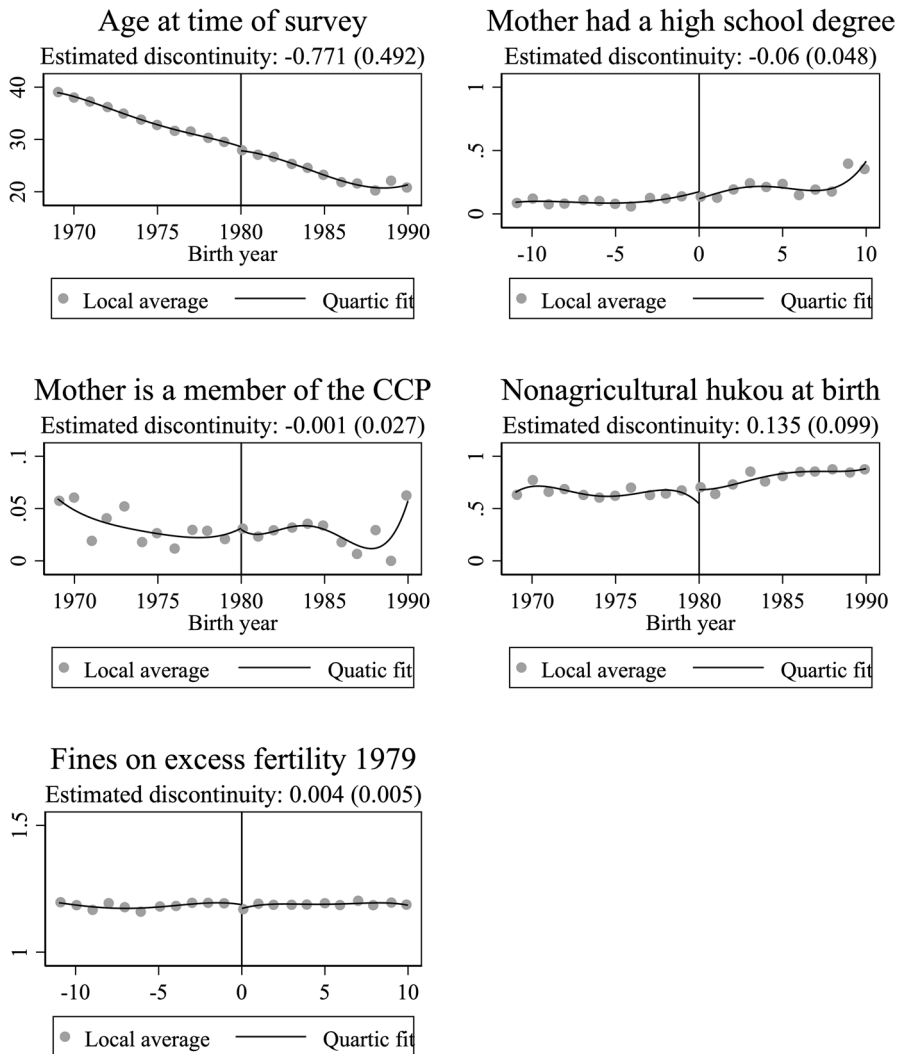 Age at time of survey
Estimated discontinuity: -0.771 (0.492)
40
30
20
1970 1975 1980 1985 1990
Birth year
Local average Quartic fit
Mother had a high school degree
Estimated discontinuity: -0.06 (0.048)
1
.5
0
-10 -5 0 5 10
Local average Quartic fit
Mother is a member of the CCP
Estimated discontinuity: -0.001 (0.027)
.1
.05
0
1970 1975 1980 1985 1990
Birth year
Local average Quatic fit
Nonagricultural hukou at birth
Estimated discontinuity: 0.135 (0.099)
1
.5
0
1970 1975 1980 1985 1990
Birth year
Local average Quartic fit
Fines on excess fertility 1979
Estimated discontinuity: 0.004 (0.005)
1.5
1
-10 -5 0 5 10
Local average Quartic fit